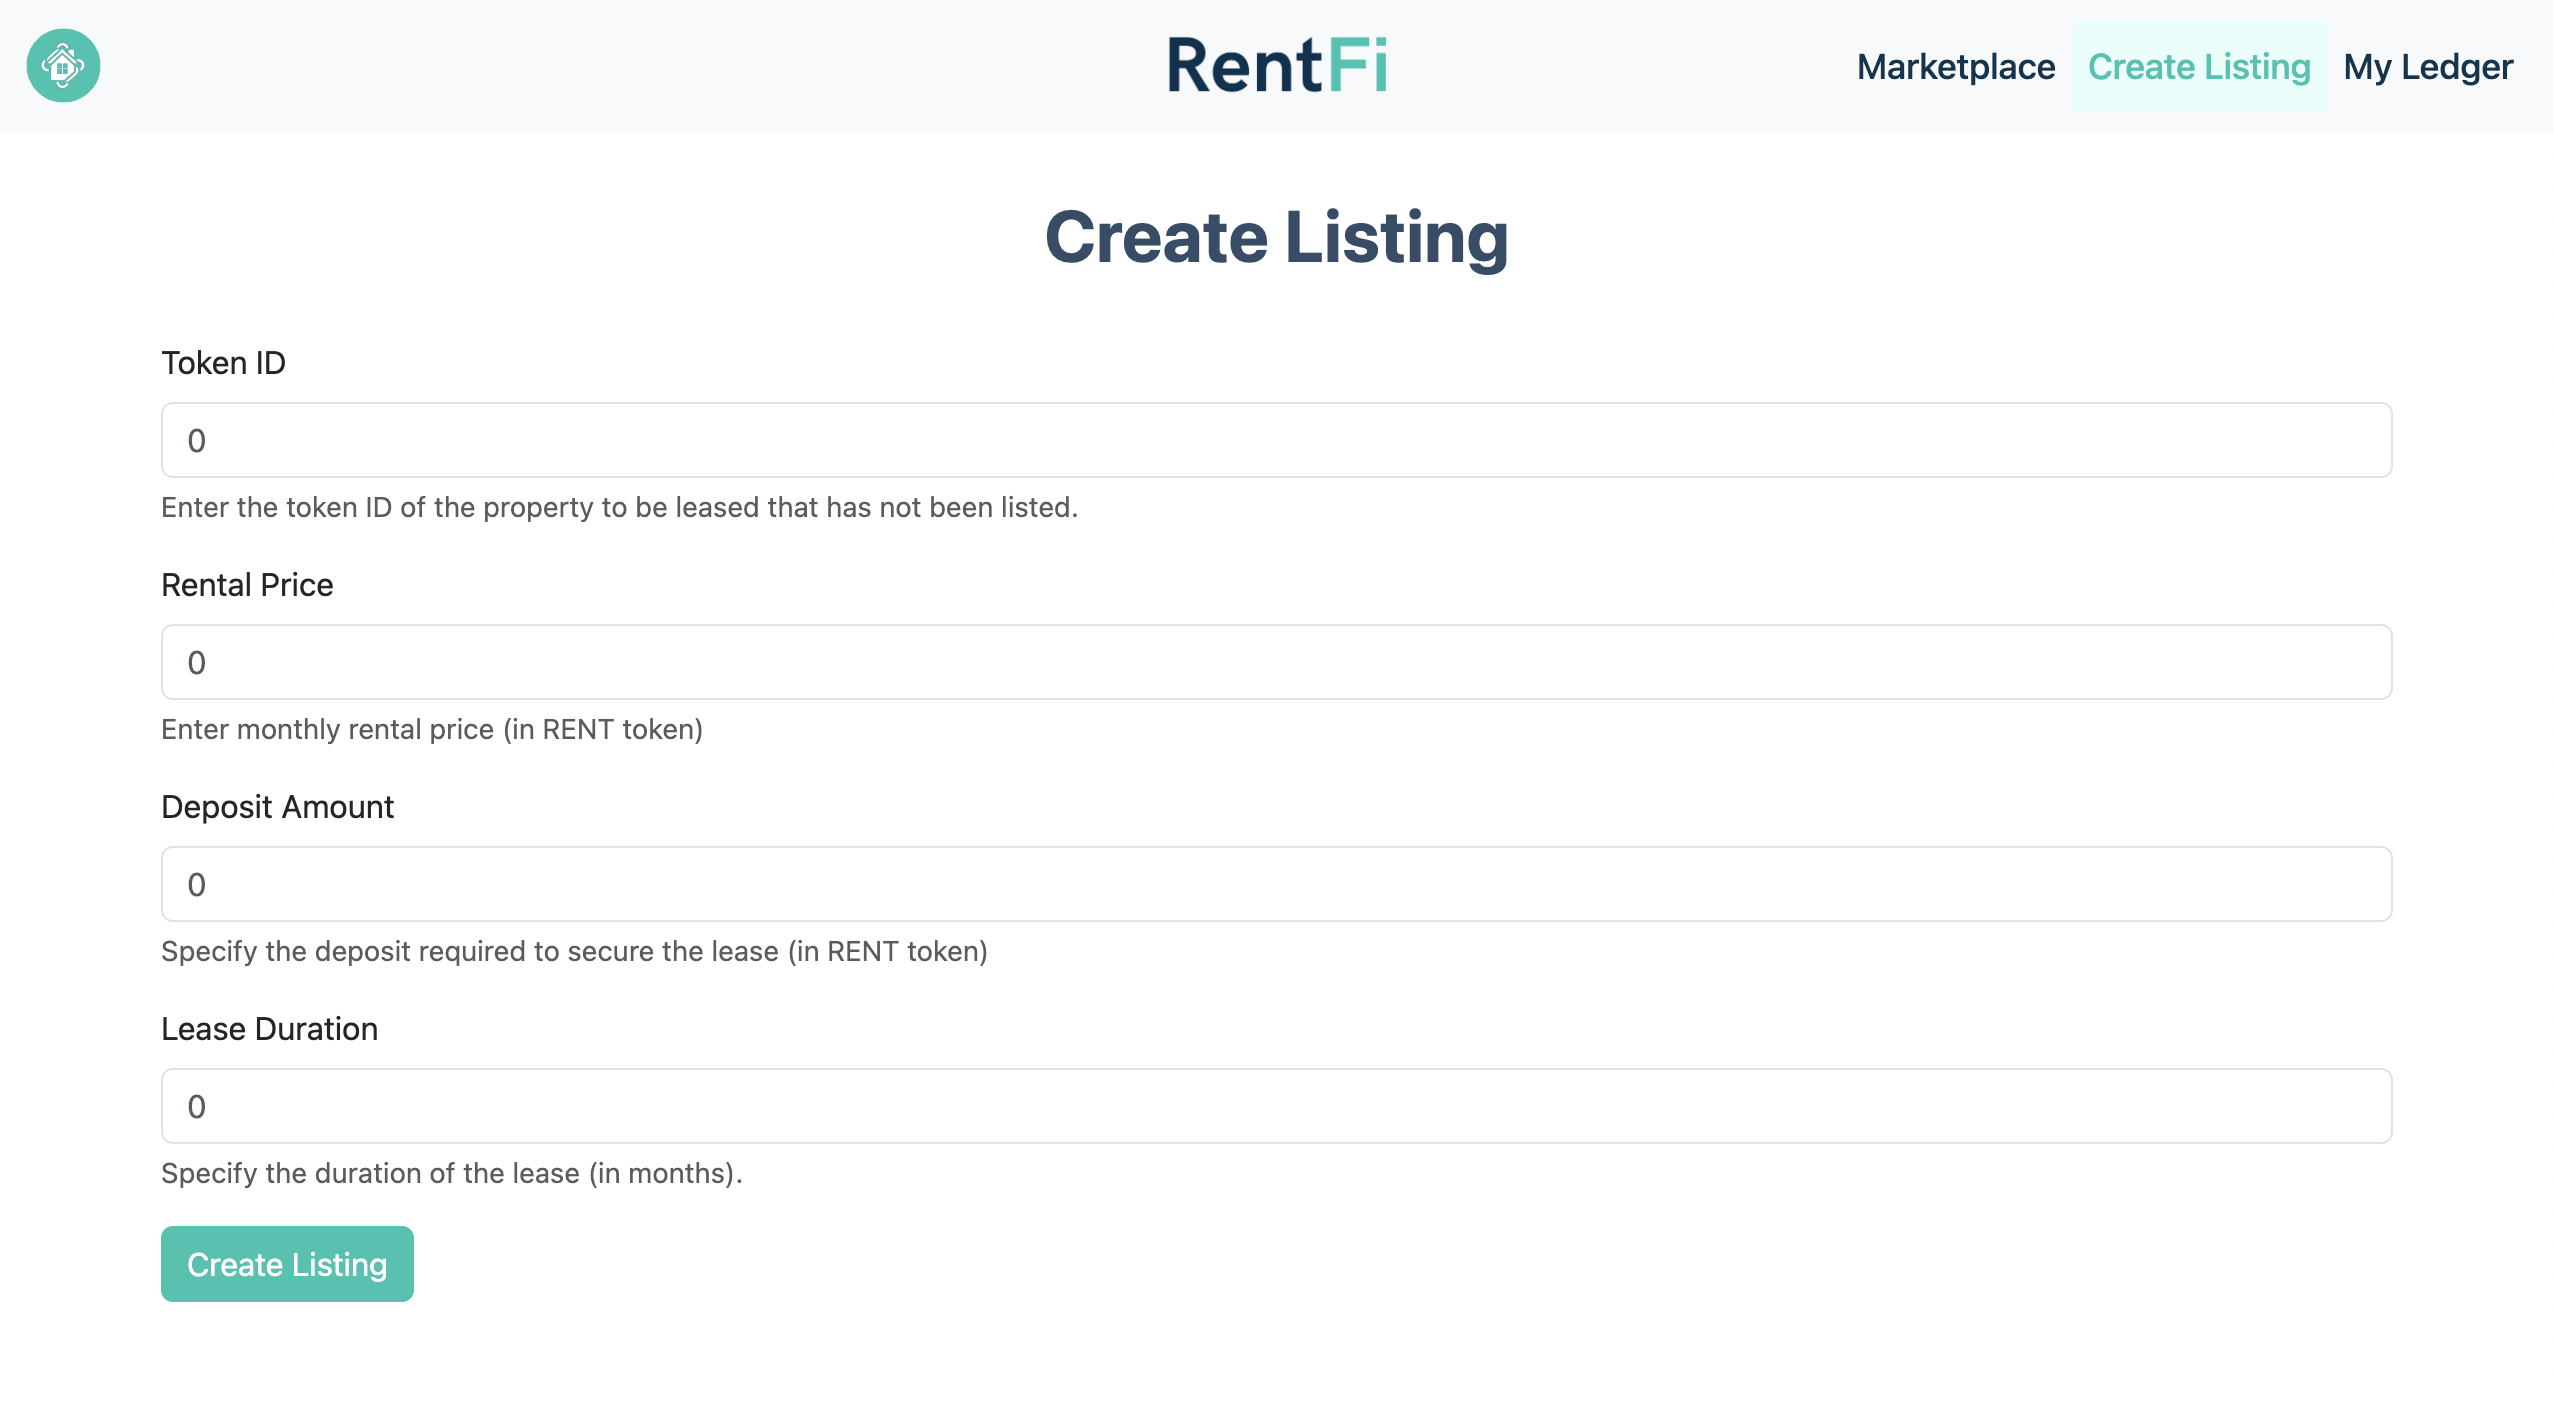 RentFi
Marketplace
Create Listing
My Ledger
Create Listing
Token ID
0
Enter the token ID of the property to be leased that has not been listed.
Rental Price
0
Enter monthly rental price (in RENT token)
Deposit Amount
0
Specify the deposit required to secure the lease (in RENT token)
Lease Duration
0
Specify the duration of the lease (in months).
Create Listing